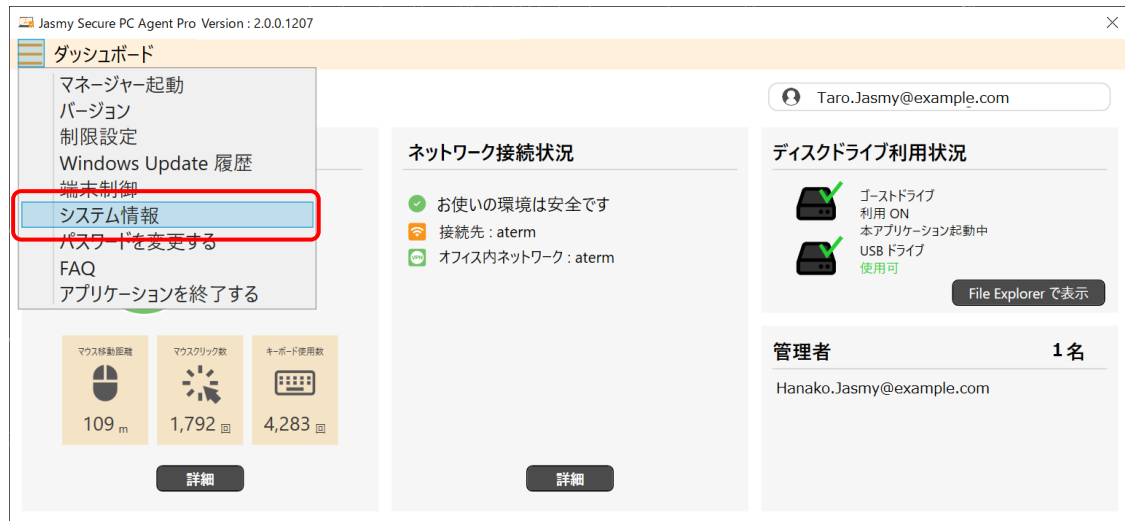 Jasmy Secure PC Agent Pro Version : 2.0.0.1207
ダッシュボード
マネージャー起動
バージョン
制限設定
Windows Update 履歴
端末制御
システム情報
パスワードを変更する
FAQ
アプリケーションを終了する
Taro.Jasmy@example.com
マウス移動距離
109 m
マウスクリック数
1,792 回
キーボード使用数
4,283 回
詳細
ネットワーク接続状況
お使いの環境は安全です
接続先 : aterm
VPN
オフィス内ネットワーク : aterm
詳細
ディスクドライブ利用状況
ゴーストドライブ
利用 ON
本アプリケーション起動中
USB ドライブ
使用可
File Explorer で表示
管理者 1名
Hanako.Jasmy@example.com